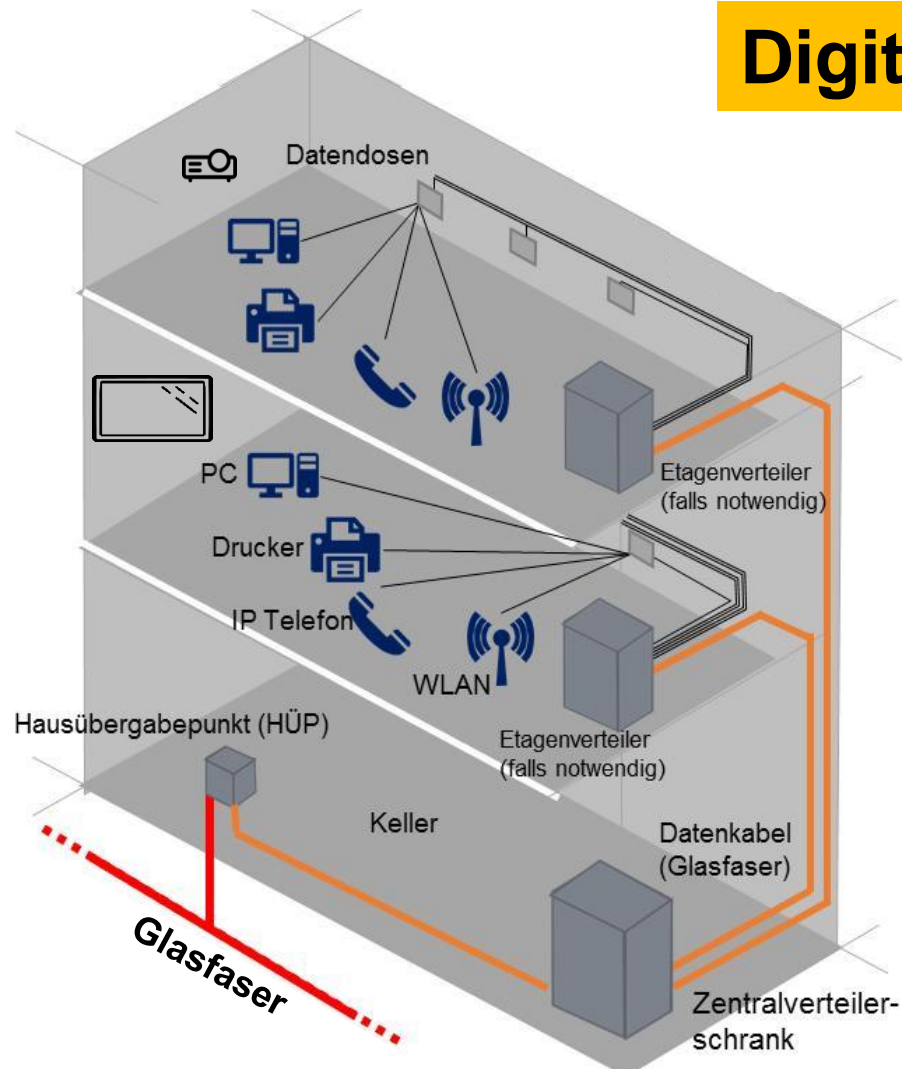 Digit
Datendosen
Etagenverteiler
(falls notwendig)
PC
Drucker
IP Telefon
WLAN
Hausübergabepunkt (HÜP)
Etagenverteiler
(falls notwendig)
Keller
Datenkabel
(Glasfaser)
Glasfaser
Zentralverteiler-
schrank